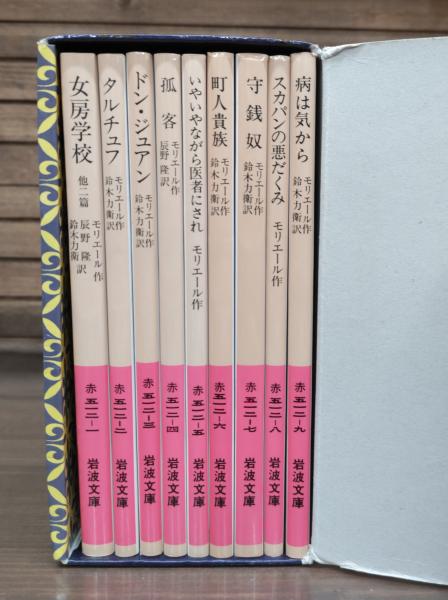 女房学校 他二篇
モリエール作
辰野隆
鈴木力衛訳
赤 五一二-一
岩波文庫
タルチュフ
モリエール作
鈴木力衛訳
赤 五一二-二
岩波文庫
ドン・ジュアン
モリエール作
鈴木力衛訳
赤 五一二-三
岩波文庫
孤客
モリエール作
辰野隆訳
赤 五一二-四
岩波文庫
いやいやながら医者にされ モリエール作
赤 五一二-五
岩波文庫
町人貴族
モリエール作
鈴木力衛訳
赤 五一二-六
岩波文庫
守銭奴
モリエール作
鈴木力衛訳
赤 五一二-七
岩波文庫
スカパンの悪だくみ モリエール作
赤 五一二-八
岩波文庫
病は気から
モリエール作
鈴木力衛訳
赤 五一二-九
岩波文庫